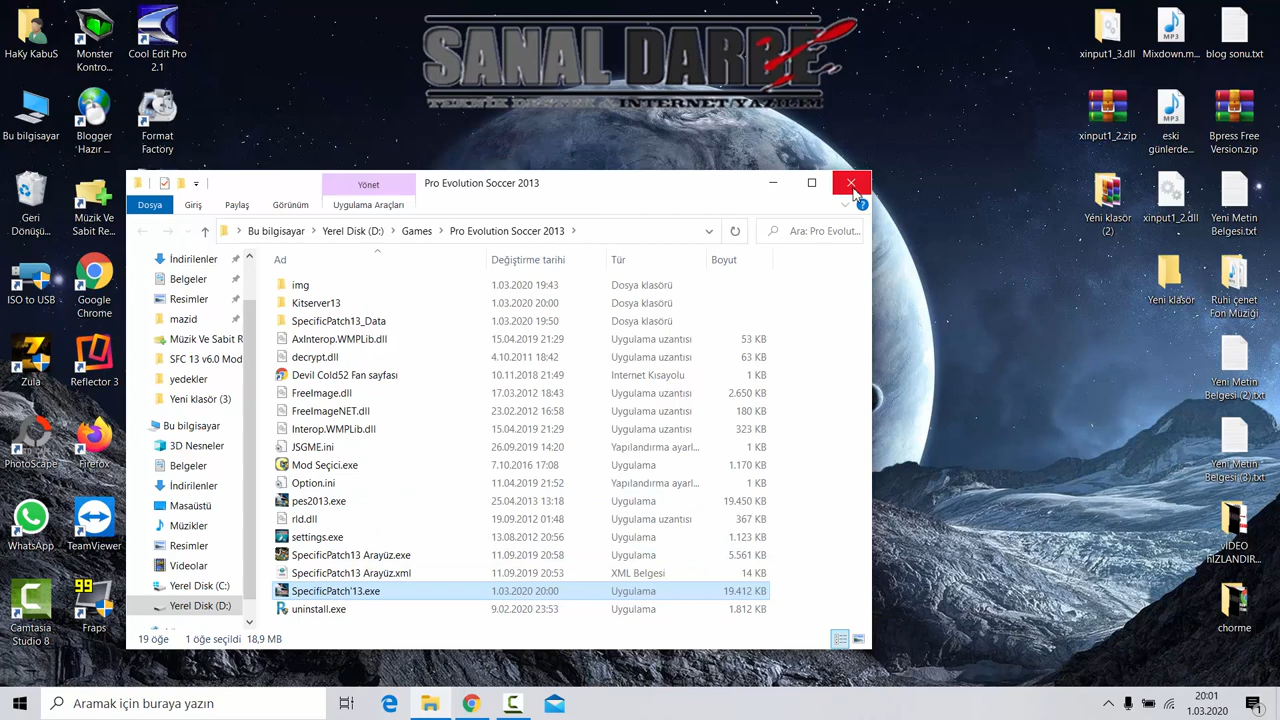 SANAL DARBE
TEKNİK DESTEK & INTERNET YAZILIM
HaKy KabuS
Monster
Kontro...
Cool Edit Pro
2.1
Bu bilgisayar
Blogger
Hazır ...
Format
Factory
Geri
Dönüşü...
Müzik Ve
Sabit R...
ISO to USB
Google
Chrome
Zula
Reflector 3
PhotoScape
Firefox
WhatsApp
TeamViewer
Camtasia
Studio 8
99
Fraps
xinput1_3.dll
Mixdown.m...
blog sonu.txt
MP3
MP3
xinput1_2.zip
eski
günlerde...
Bpress Free
Version.zip
Yeni klasör
(2)
xinput1_2.dll
Yeni Metin
Belgesi.txt
Yeni klasör
Ruhi çenet
Fon Müziği
Yeni Metin
Belgesi (2).txt
Yeni Metin
Belgesi (3).txt
VİDEO
HIZLANDIR...
chorme
Yönet
Pro Evolution Soccer 2013
Dosya
Giriş
Paylaş
Görünüm
Uygulama Araçları
Bu bilgisayar
Yerel Disk (D:)
Games
Pro Evolution Soccer 2013
Ara: Pro Evolut...
İndirilenler
Belgeler
Resimler
mazid
Müzik Ve Sabit R
SFC 13 v6.0 Mod
yedekler
Yeni klasör (3)
Bu bilgisayar
3D Nesneler
Belgeler
İndirilenler
Masaüstü
Müzikler
Resimler
Videolar
Yerel Disk (C:)
Yerel Disk (D:)
Ad Değiştirme tarihi Tür Boyut
img 1.03.2020 19:43 Dosya klasörü
Kitserver13 1.03.2020 20:00 Dosya klasörü
SpecificPatch13_Data 1.03.2020 19:50 Dosya klasörü
AxInterop.WMPLib.dll 15.04.2019 21:29 Uygulama uzantısı 53 KB
decrypt.dll 4.10.2011 18:42 Uygulama uzantısı 63 KB
Devil Cold52 Fan sayfası 10.11.2018 21:49 Internet Kısayolu 1 KB
FreeImage.dll 17.03.2012 18:43 Uygulama uzantısı 2.650 KB
FreeImageNET.dll 23.02.2012 16:58 Uygulama uzantısı 180 KB
Interop.WMPLib.dll 15.04.2019 21:29 Uygulama uzantısı 323 KB
JSGME.ini 26.09.2019 14:20 Yapılandırma ayarl... 1 KB
Mod Seçici.exe 7.10.2016 17:08 Uygulama 1.170 KB
Option.ini 11.04.2019 21:52 Yapılandırma ayarl... 1 KB
pes2013.exe 25.04.2013 13:18 Uygulama 19.450 KB
rld.dll 19.09.2012 01:48 Uygulama uzantısı 367 KB
settings.exe 13.08.2012 20:56 Uygulama 1.123 KB
SpecificPatch13 Arayüz.exe 11.09.2019 20:58 Uygulama 5.561 KB
SpecificPatch13 Arayüz.xml 11.09.2019 20:53 XML Belgesi 14 KB
SpecificPatch'13.exe 1.03.2020 20:00 Uygulama 19.412 KB
uninstall.exe 9.02.2020 23:53 Uygulama 1.812 KB
19 öğe 1 öğe seçildi 18,9 MB
Aramak için buraya yazın
20:01
1.03.2020
1